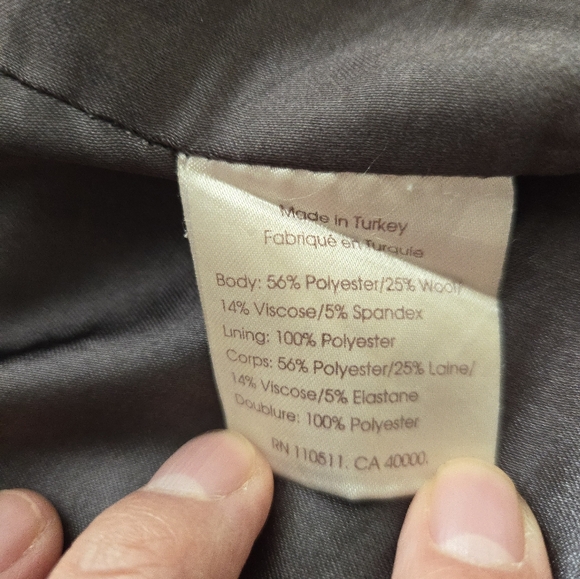 Made in Turkey
Fabriqué en Turquie
Body: 56% Polyester/25% Wool/
14% Viscose/5% Spandex
Lining: 100% Polyester
Corps: 56% Polyester/25% Laine/
14% Viscose/5% Elastane
Doublure: 100% Polyester
RN 110511. CA 40000.